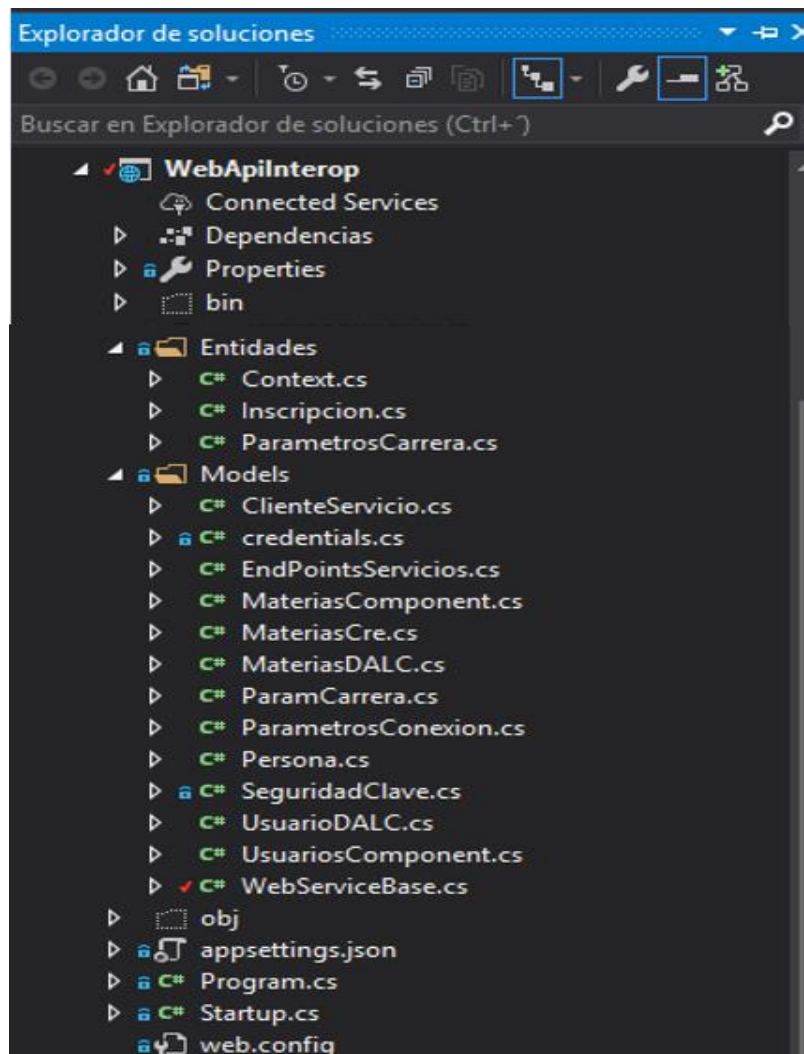 Explorador de soluciones
Buscar en Explorador de soluciones (Ctrl+´)
WebApiInterop
Connected Services
Dependencias
Properties
bin
Entidades
C# Context.cs
C# Inscripcion.cs
C# ParametrosCarrera.cs
Models
C# ClienteServicio.cs
C# credentials.cs
C# EndPointsServicios.cs
C# MateriasComponent.cs
C# MateriasCre.cs
C# MateriasDALC.cs
C# ParamCarrera.cs
C# ParametrosConexion.cs
C# Persona.cs
C# SeguridadClave.cs
C# UsuarioDALC.cs
C# UsuariosComponent.cs
C# WebServiceBase.cs
obj
appsettings.json
C# Program.cs
C# Startup.cs
web.config